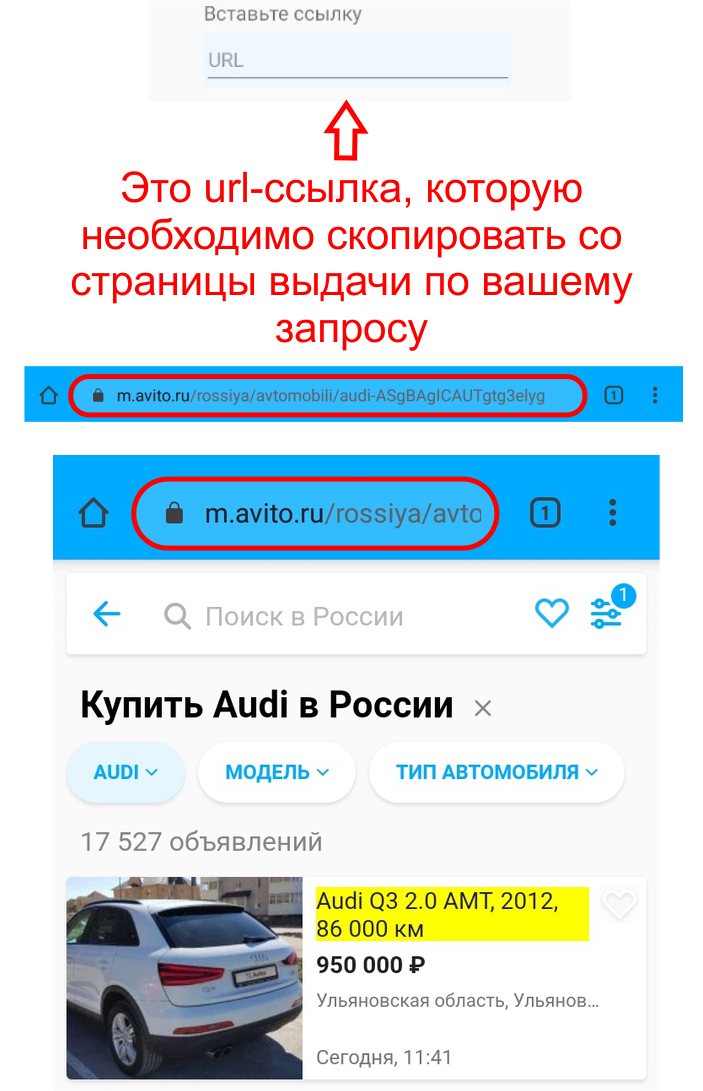 Вставьте ссылку
URL
Это url-ссылка, которую
необходимо скопировать со
страницы выдачи по вашему
запросу
m.avito.ru/rossiya/avtomobili/audi-ASgBAgICAUTgtg3elyg
1
m.avito.ru/rossiya/avto
1
Поиск в России
1
Купить Audi в России ×
AUDI
МОДЕЛЬ
ТИП АВТОМОБИЛЯ
17 527 объявлений
Audi Q3 2.0 AMT, 2012,
86 000 км
950 000 ₽
Ульяновская область, Ульянов...
Сегодня, 11:41
Avito